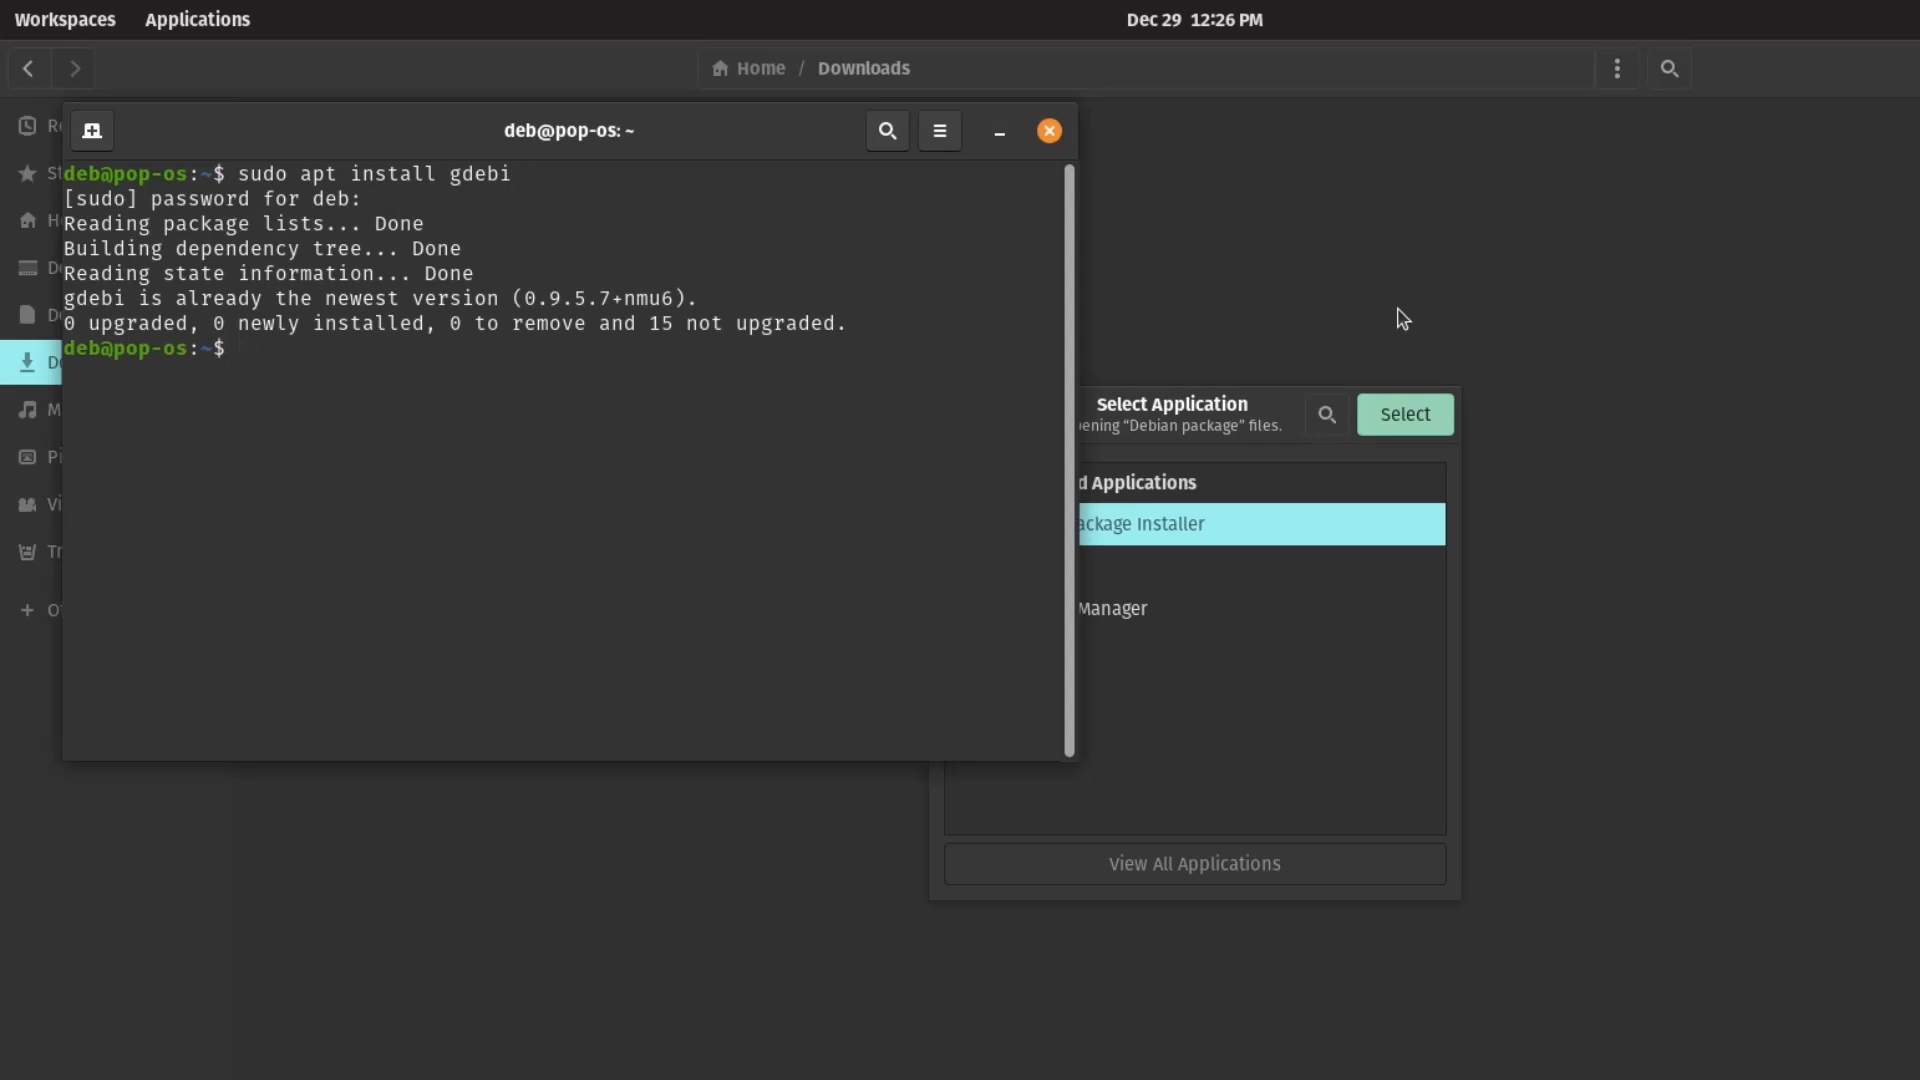 Workspaces Applications Dec 29 12:26 PM
Home / Downloads
deb@pop-os: ~
deb@pop-os:~$ sudo apt install gdebi
[sudo] password for deb:
Reading package lists... Done
Building dependency tree... Done
Reading state information... Done
gdebi is already the newest version (0.9.5.7+nmu6).
0 upgraded, 0 newly installed, 0 to remove and 15 not upgraded.
deb@pop-os:~$
Select Application
“Debian package” files.
Select
Applications
Installer
Manager
View All Applications